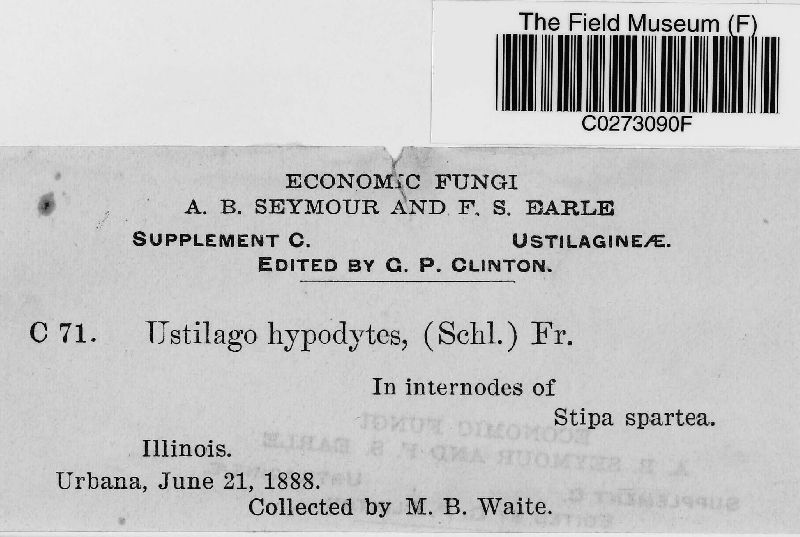 The Field Museum (F)
C0273090F
ECONOMIC FUNGI
A. B. SEYMOUR AND F. S. EARLE
SUPPLEMENT C. USTILAGINEÆ.
EDITED BY G. P. CLINTON.
C 71. Ustilago hypodytes, (Schl.) Fr.
In internodes of
Stipa spartea.
Illinois.
Urbana, June 21, 1888.
Collected by M. B. Waite.